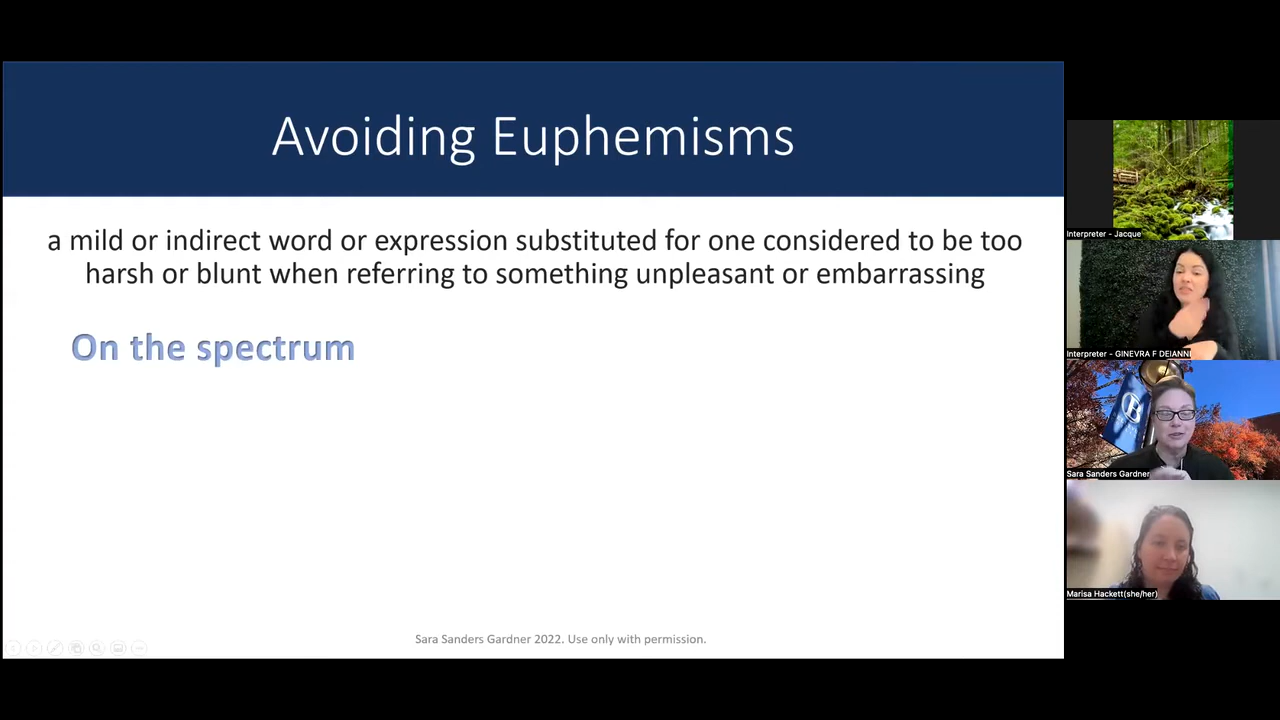 Avoiding Euphemisms
a mild or indirect word or expression substituted for one considered to be too
harsh or blunt when referring to something unpleasant or embarrassing
On the spectrum
Sara Sanders Gardner 2022. Use only with permission.
Interpreter - Jacque
Interpreter - GINEVRA F DEIANNI
B
Sara Sanders Gardner
Marisa Hackett(she/her)